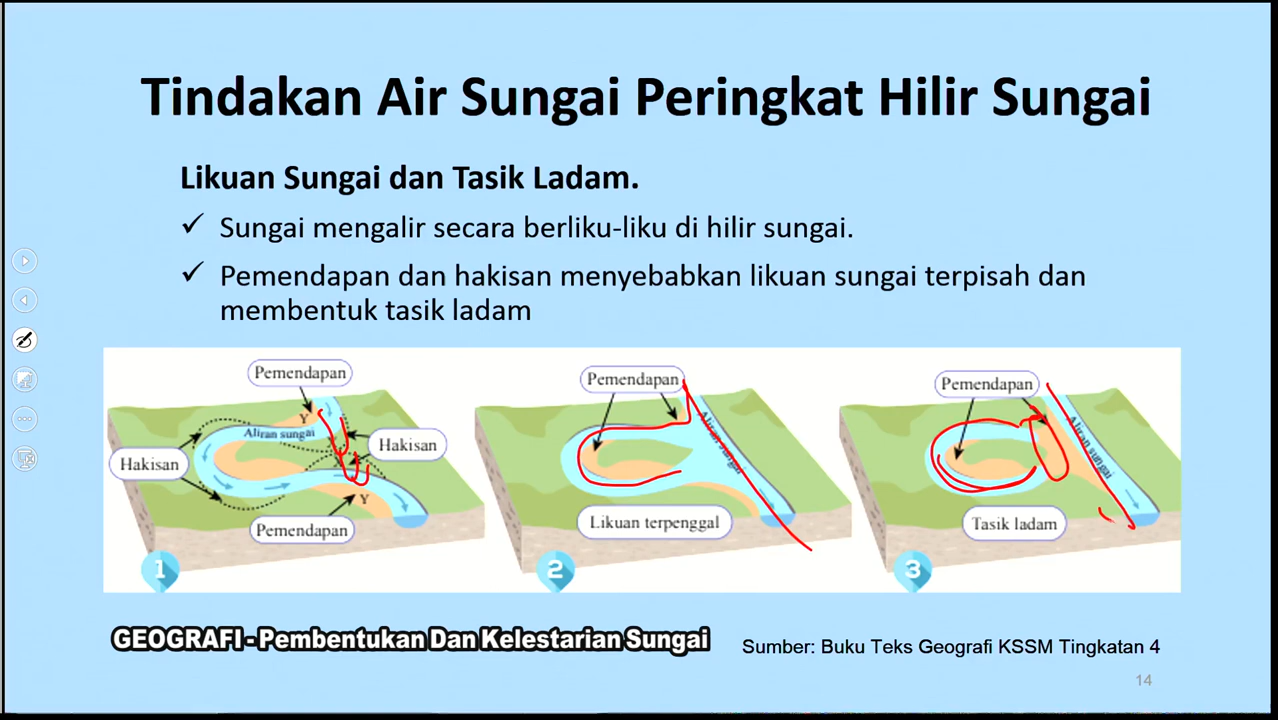 Tindakan Air Sungai Peringkat Hilir Sungai
Likuan Sungai dan Tasik Ladam.
✓ Sungai mengalir secara berliku-liku di hilir sungai.
✓ Pemendapan dan hakisan menyebabkan likuan sungai terpisah dan
membentuk tasik ladam
Pemendapan
Y
Aliran sungai
Hakisan
Hakisan
Y
Pemendapan
1
Pemendapan
Aliran sungai
Likuan terpenggal
2
Pemendapan
Aliran sungai
Tasik ladam
3
GEOGRAFI - Pembentukan Dan Kelestarian Sungai
Sumber: Buku Teks Geografi KSSM Tingkatan 4
14